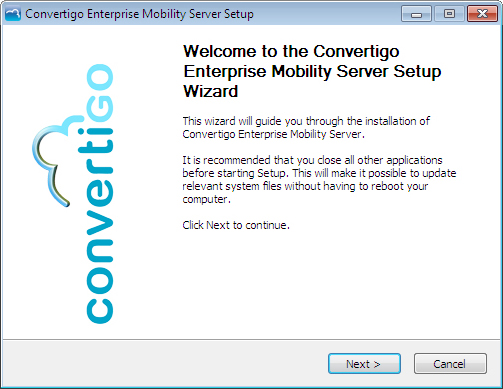 Convertigo Enterprise Mobility Server Setup
Welcome to the Convertigo
Enterprise Mobility Server Setup
Wizard
convertigo
This wizard will guide you through the installation of
Convertigo Enterprise Mobility Server.
It is recommended that you close all other applications
before starting Setup. This will make it possible to update
relevant system files without having to reboot your
computer.
Click Next to continue.
Next >
Cancel